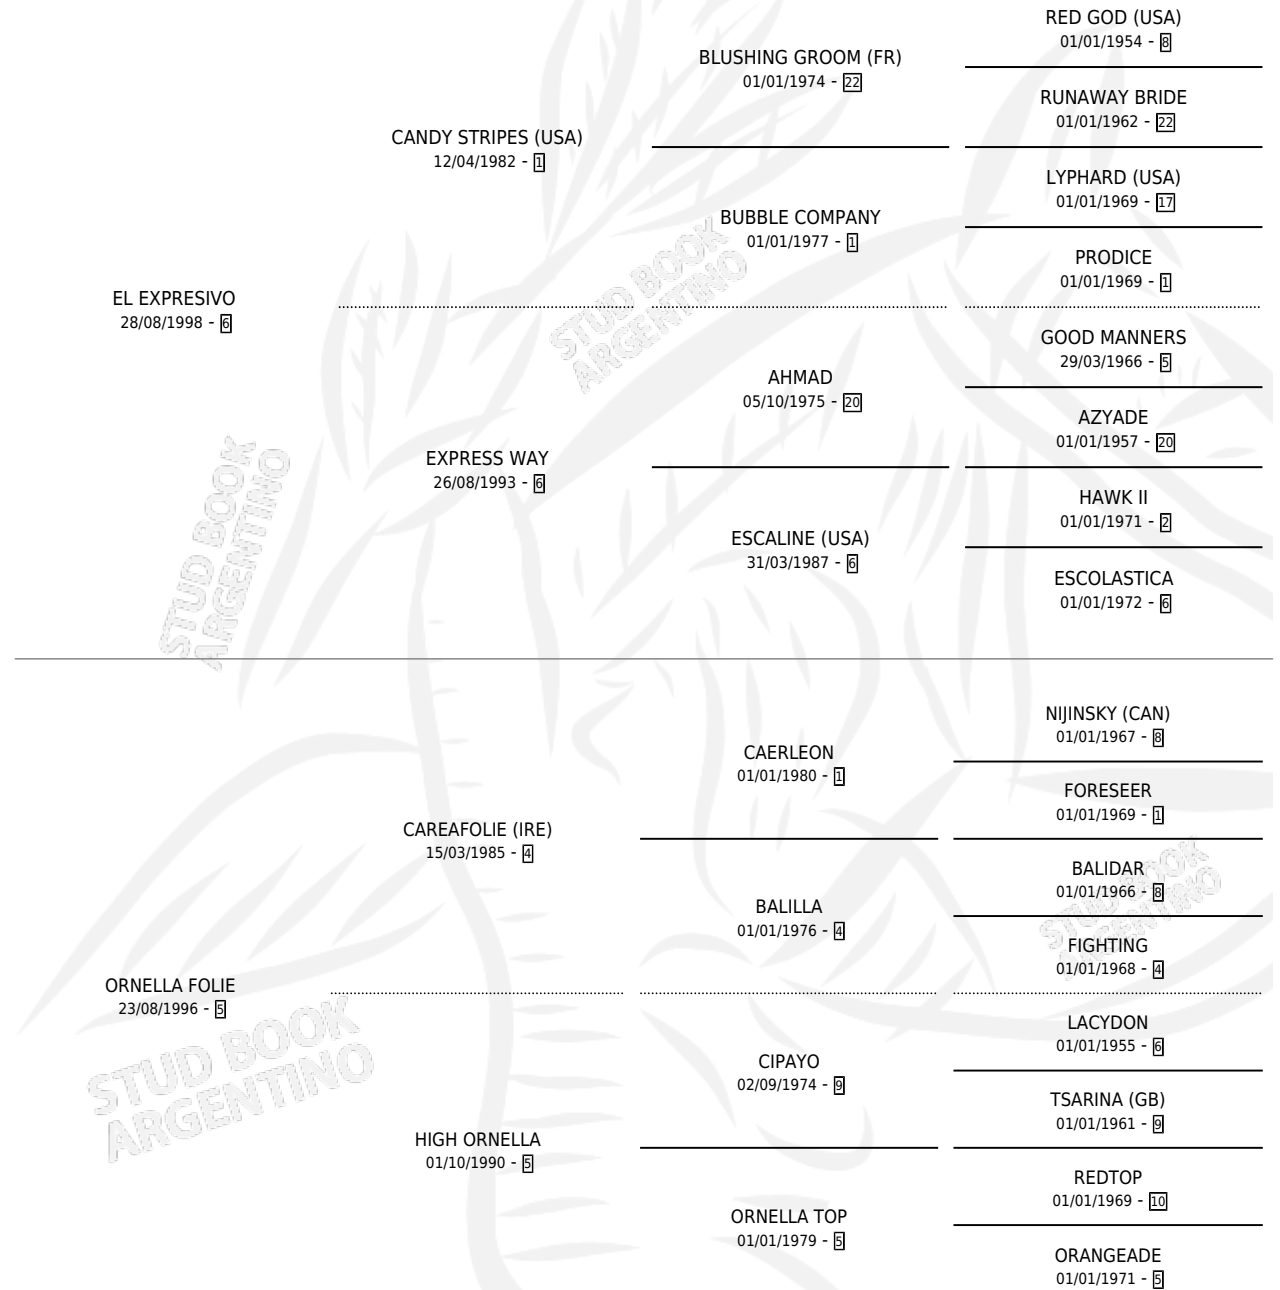 RED GOD (USA)
01/01/1954 - 8
BLUSHING GROOM (FR)
01/01/1974 - 22
RUNAWAY BRIDE
01/01/1962 - 22
CANDY STRIPES (USA)
12/04/1982 - 1
LYPHARD (USA)
01/01/1969 - 17
BUBBLE COMPANY
01/01/1977 - 1
PRODICE
01/01/1969 - 1
EL EXPRESIVO
28/08/1998 - 6
STUD BOOK
ARGENTINO
GOOD MANNERS
29/03/1966 - 5
AHMAD
05/10/1975 - 20
AZYADE
01/01/1957 - 20
EXPRESS WAY
26/08/1993 - 6
HAWK II
01/01/1971 - 2
ESCALINE (USA)
31/03/1987 - 6
ESCOLASTICA
01/01/1972 - 6
STUD BOOK
ARGENTINO
NIJINSKY (CAN)
01/01/1967 - 8
CAERLEON
01/01/1980 - 1
FORESEER
01/01/1969 - 1
CAREAFOLIE (IRE)
15/03/1985 - 4
BALIDAR
01/01/1966 - 8
BALILLA
01/01/1976 - 4
FIGHTING
01/01/1968 - 4
STUD BOOK
ARGENTINO
ORNELLA FOLIE
23/08/1996 - 5
STUD BOOK
ARGENTINO
LACYDON
01/01/1955 - 6
CIPAYO
02/09/1974 - 9
TSARINA (GB)
01/01/1961 - 9
HIGH ORNELLA
01/10/1990 - 5
REDTOP
01/01/1969 - 10
ORNELLA TOP
01/01/1979 - 5
ORANGEADE
01/01/1971 - 5